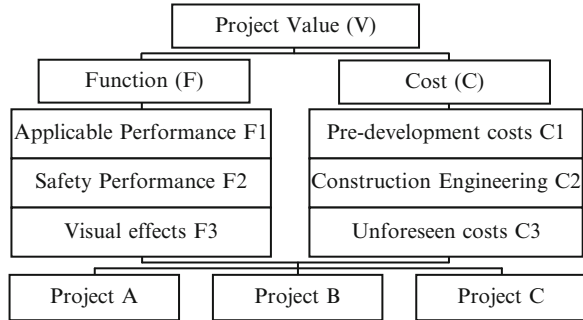 Project Value (V)
Function (F)
Cost (C)
Applicable Performance F1
Pre-development costs C1
Safety Performance F2
Construction Engineering C2
Visual effects F3
Unforeseen costs C3
Project A
Project B
Project C